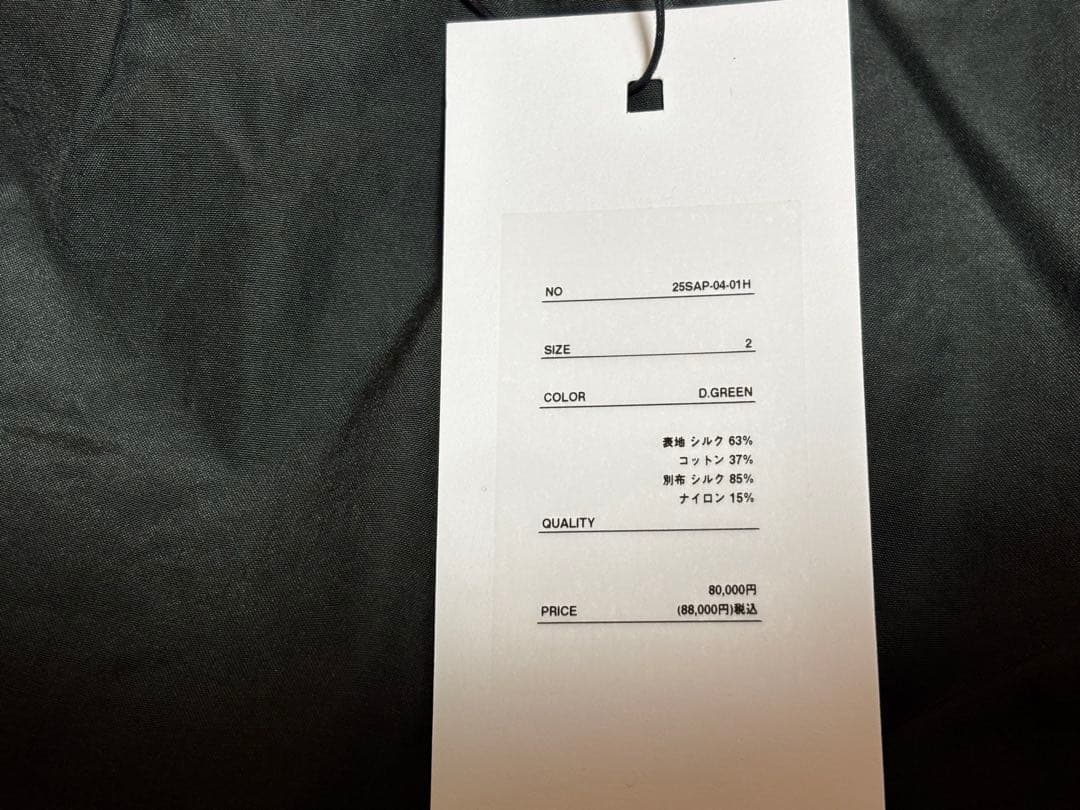 NO 25SAP-04-01H
SIZE 2
COLOR D.GREEN
表地 シルク 63%
コットン 37%
別布 シルク 85%
ナイロン 15%
QUALITY
80,000円
PRICE (88,000円)税込